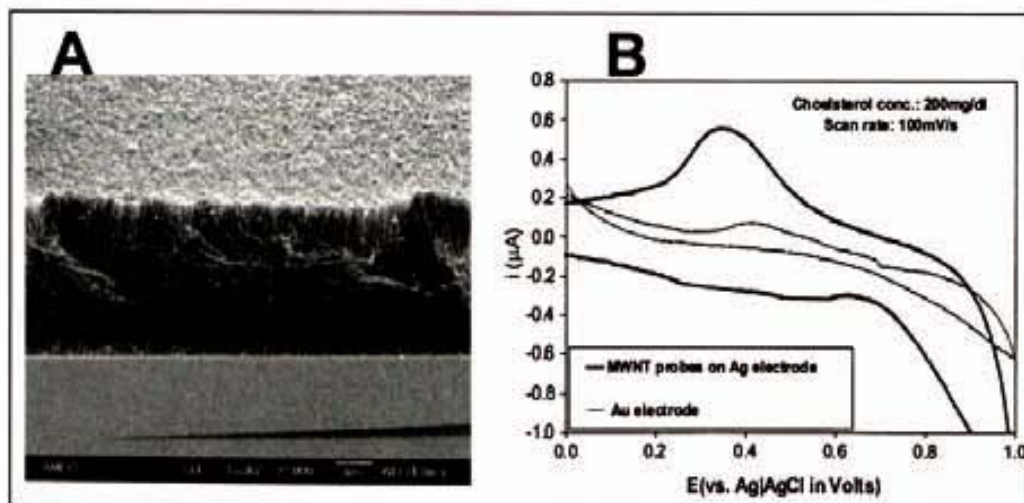 A
B
Choelsterol conc.: 200mg/dl
Scan rate: 100mV/s
0.8
0.6
0.4
0.2
0.0
-0.2
-0.4
-0.6
-0.8
-1.0
i (μA)
MWNT probes on Ag electrode
Au electrode
0.0 0.2 0.4 0.6 0.8 1.0
E(vs. Ag|AgCl in Volts)